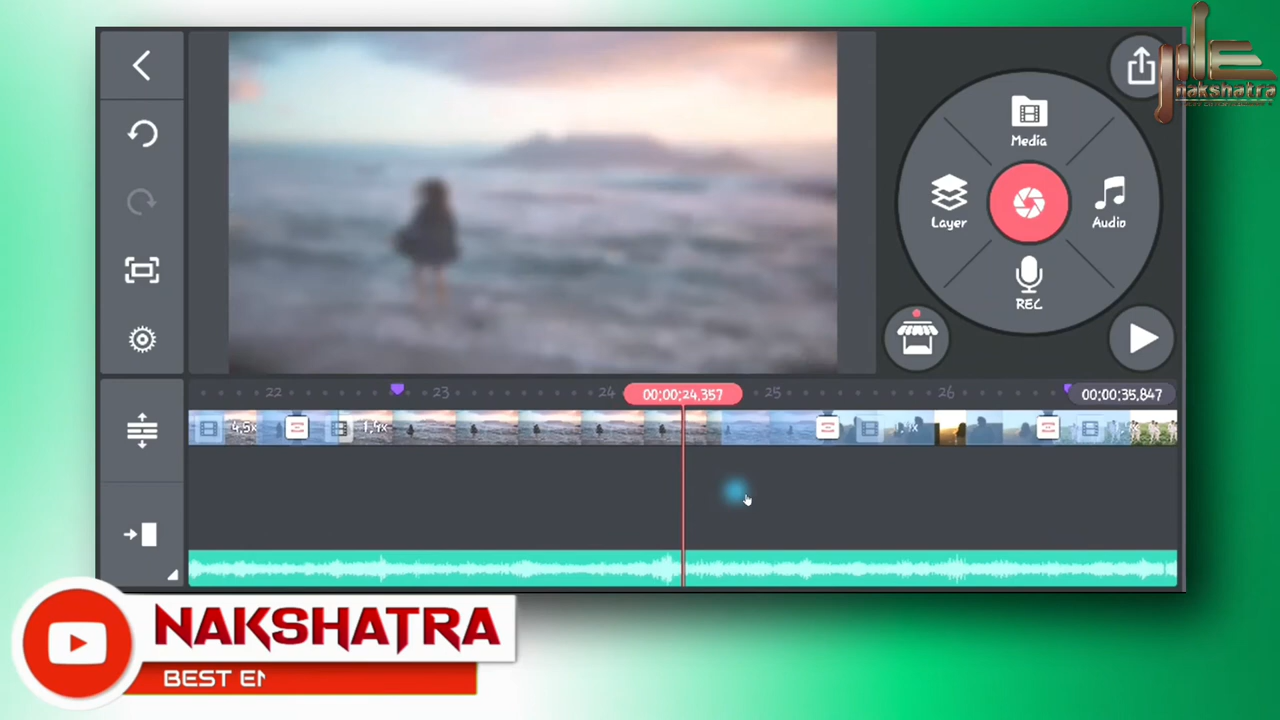 nakshatra
Media
Layer
Audio
REC
22
23
24
00:00:24,357
25
26
00:00:35,847
4,5x
1,4x
NAKSHATRA
BEST EN